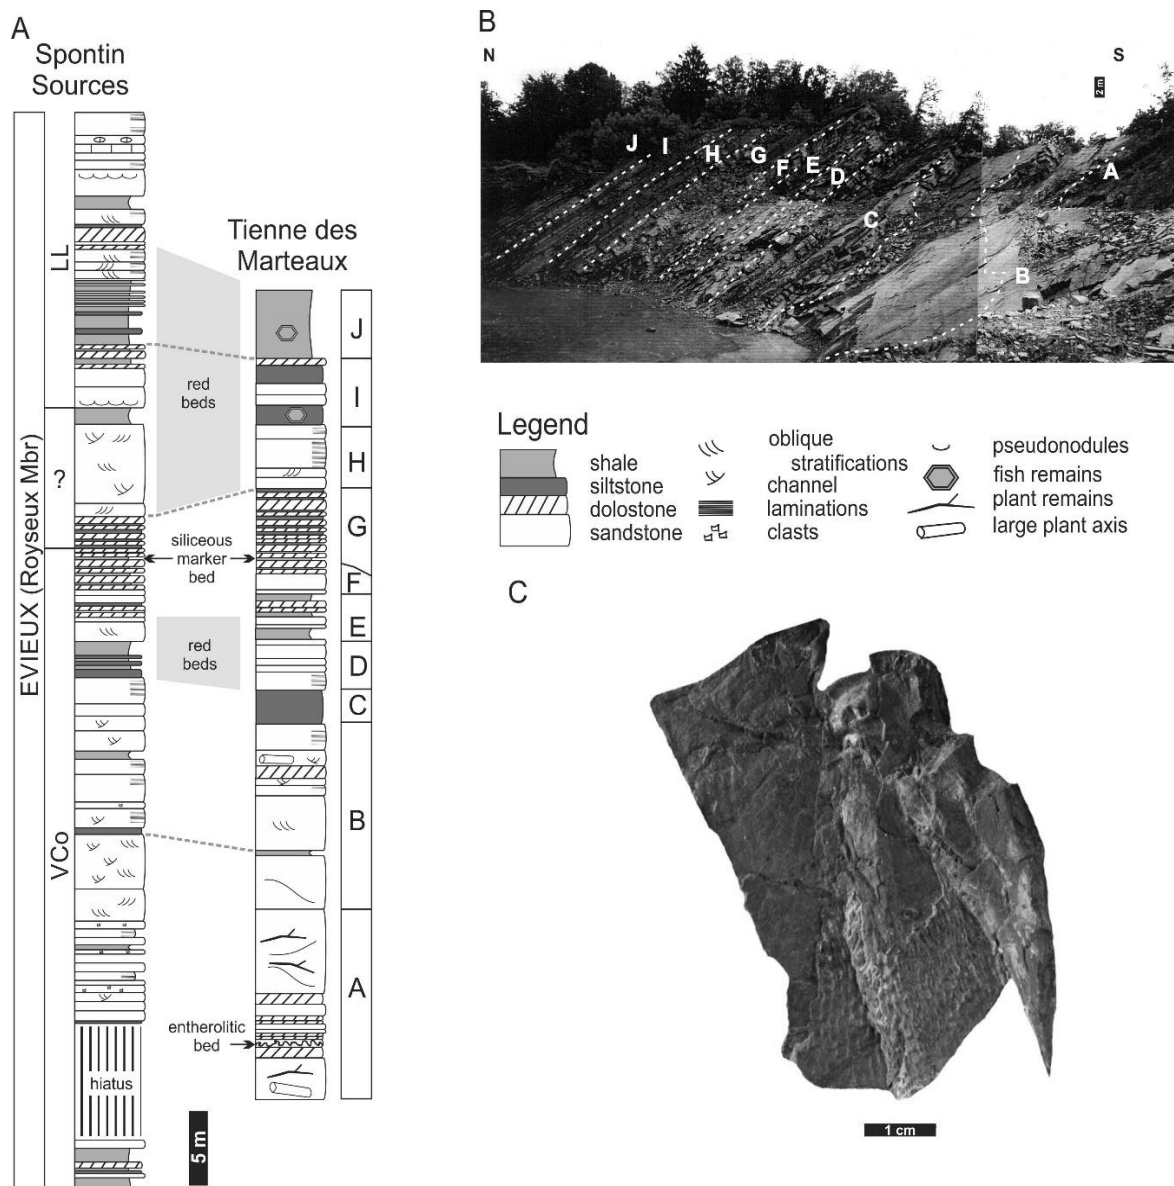 A
Spontin
Sources
EVIEUX (Royseux Mbr)
LL
?
VCo
hiatus
red
beds
siliceous
marker
bed
red
beds
entherolitic
bed
5 m
Tienne des
Marteaux
J
I
H
G
F
E
D
C
B
A
B
N
S
2 m
J
I
H
G
F
E
D
C
B
A
Legend
shale
siltstone
dolostone
sandstone
oblique
stratifications
channel
laminations
clasts
pseudonodules
fish remains
plant remains
large plant axis
C
1 cm